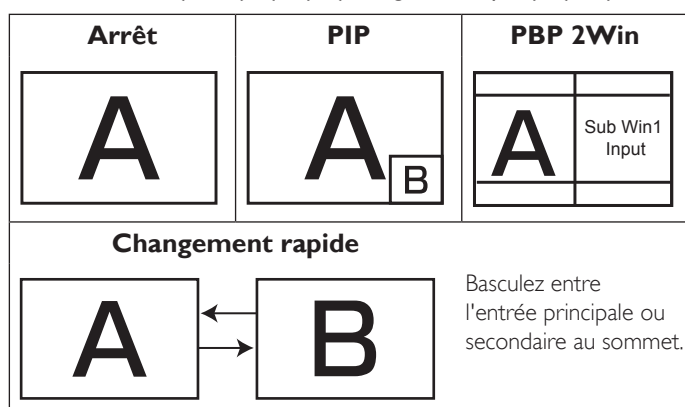 Arrêt PIP PBP 2Win
A A B A Sub Win1
Input
Changement rapide
A B
Basculez entre
l'entrée principale ou
secondaire au sommet.